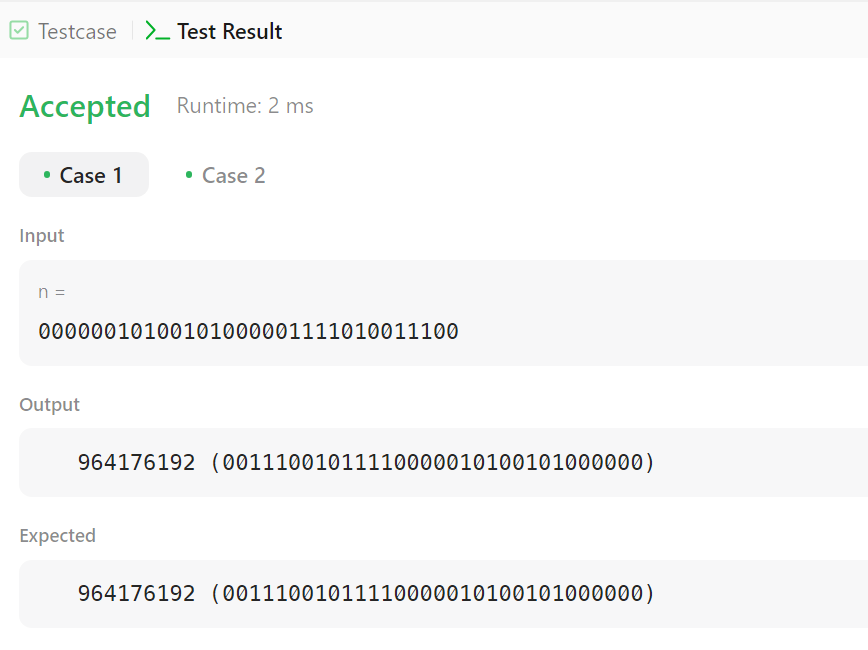 Testcase
Test Result
Accepted Runtime: 2 ms
Case 1 Case 2
Input
n =
00000010100101000001111010011100
Output
964176192 (00111001011110000010100101000000)
Expected
964176192 (00111001011110000010100101000000)